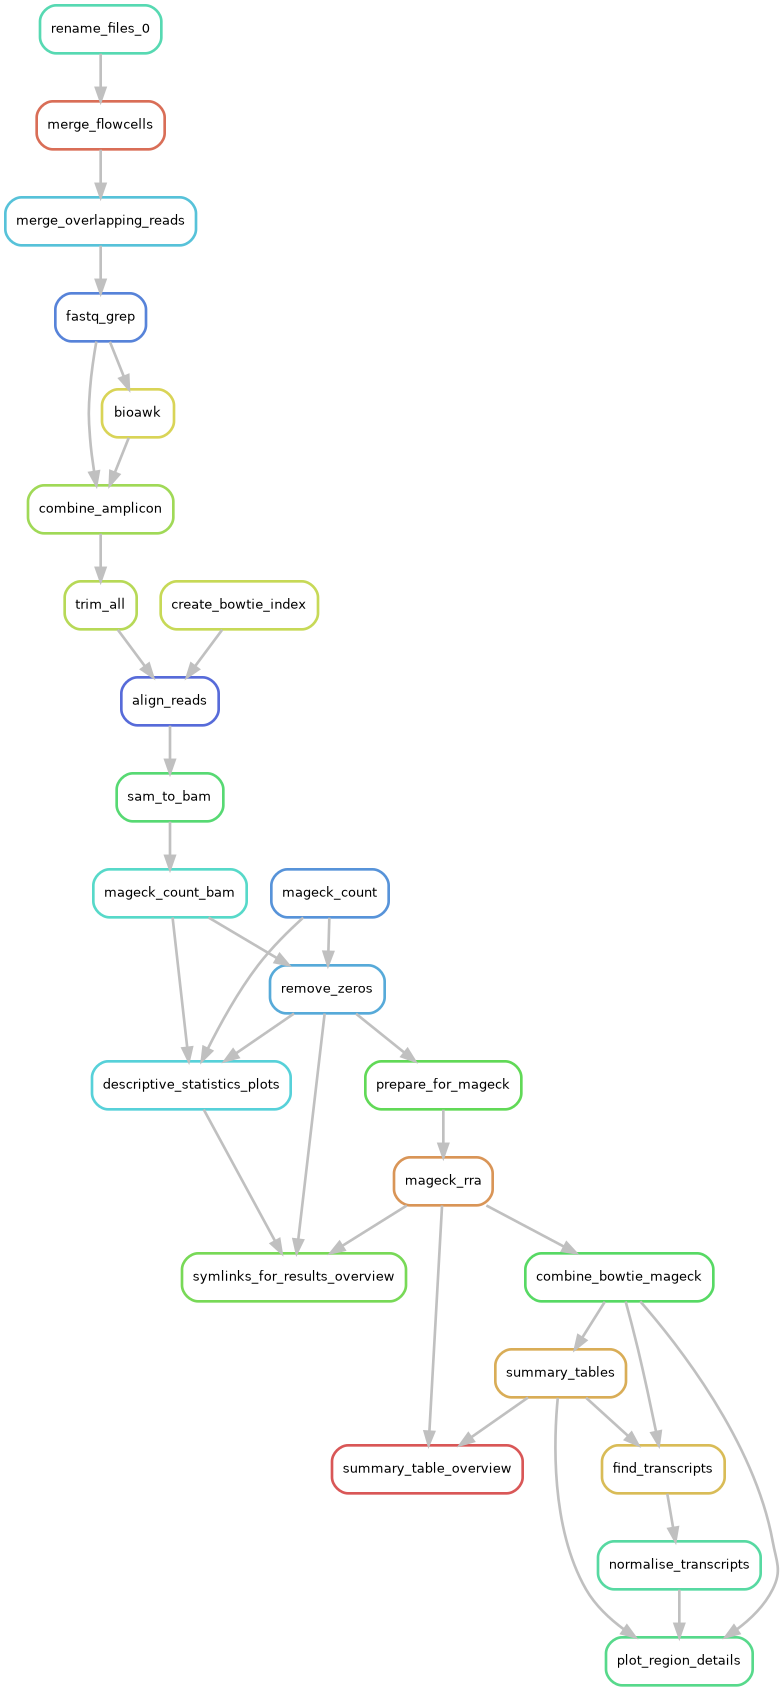 rename_files_0
merge_flowcells
merge_overlapping_reads
fastq_grep
bioawk
combine_amplicon
trim_all
create_bowtie_index
align_reads
sam_to_bam
mageck_count_bam
mageck_count
remove_zeros
descriptive_statistics_plots
prepare_for_mageck
mageck_rra
symlinks_for_results_overview
combine_bowtie_mageck
summary_tables
summary_table_overview
find_transcripts
normalise_transcripts
plot_region_details